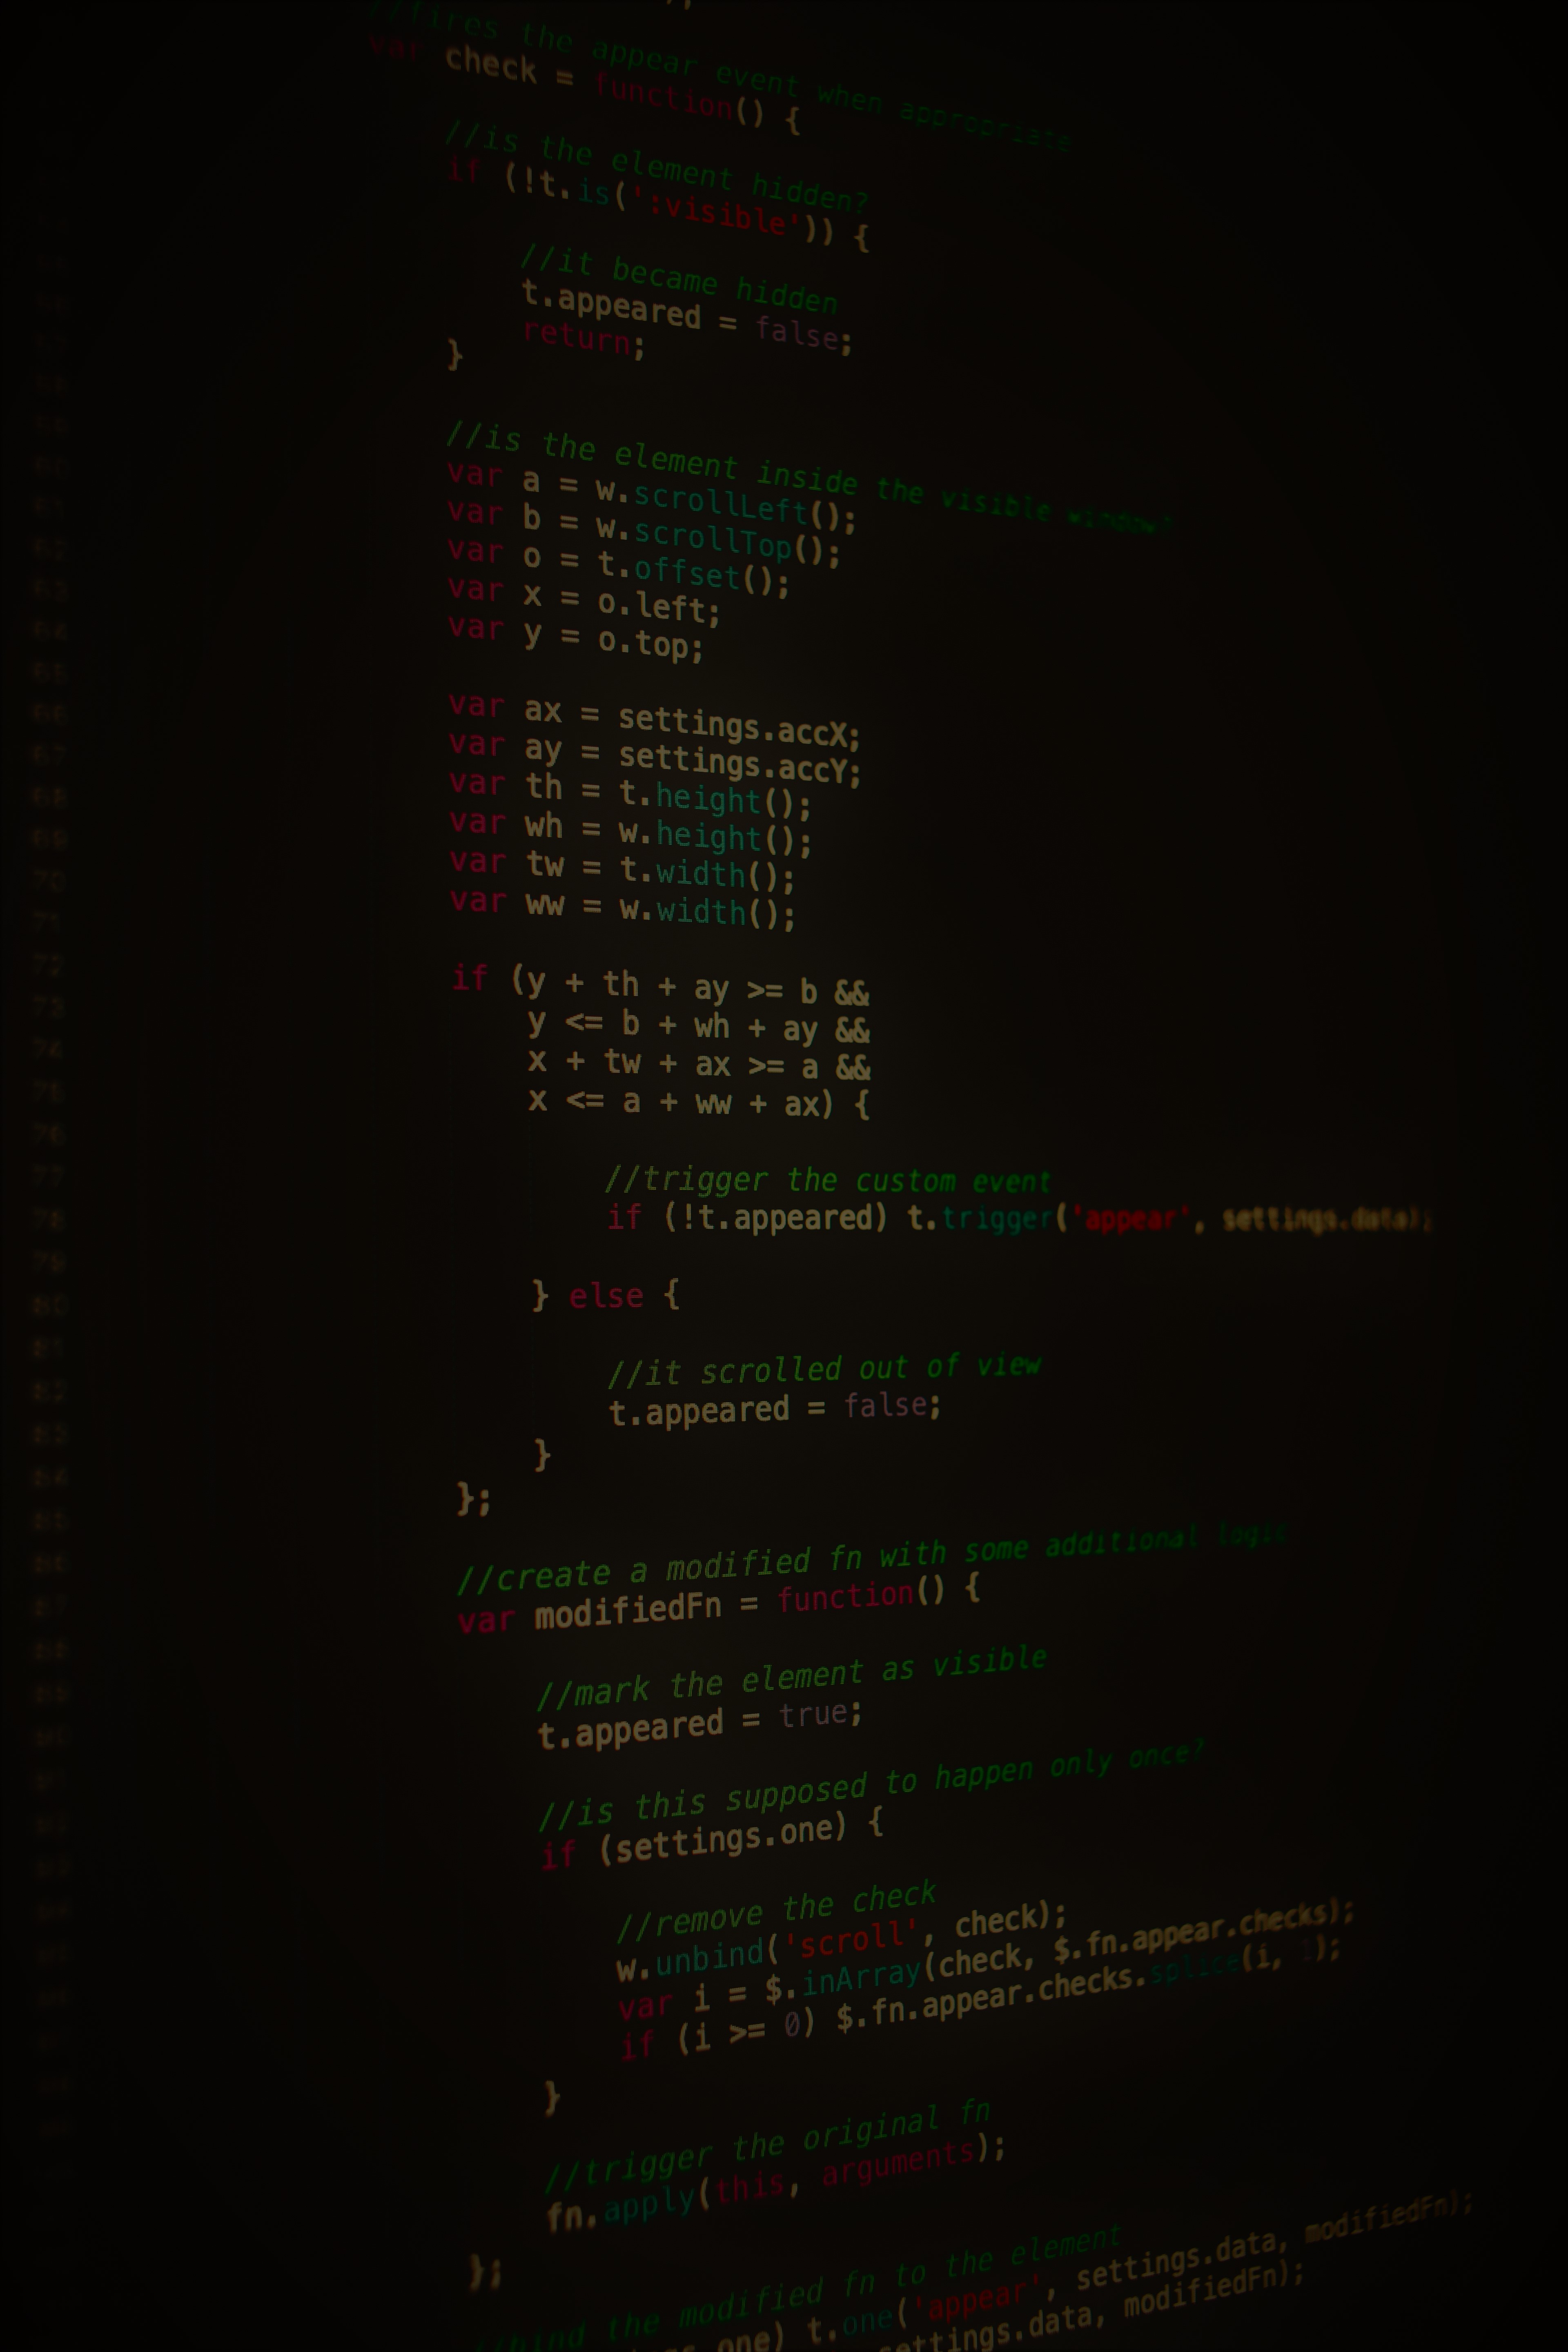 //fires the appear event when appropriate
var check = function() {
//is the element hidden?
if (!t.is(':visible')) {
//it became hidden
t.appeared = false;
return;
}
//is the element inside the visible window?
var a = w.scrollLeft();
var b = w.scrollTop();
var o = t.offset();
var x = o.left;
var y = o.top;
var ax = settings.accX;
var ay = settings.accY;
var th = t.height();
var wh = w.height();
var tw = t.width();
var ww = w.width();
if (y + th + ay >= b &&
y <= b + wh + ay &&
x + tw + ax >= a &&
x <= a + ww + ax) {
//trigger the custom event
if (!t.appeared) t.trigger('appear', settings.data);
} else {
//it scrolled out of view
t.appeared = false;
}
};
//create a modified fn with some additional logic
var modifiedFn = function() {
//mark the element as visible
t.appeared = true;
//is this supposed to happen only once?
if (settings.one) {
//remove the check
w.unbind('scroll', check);
var i = $.inArray(check, $.fn.appear.checks);
if (i >= 0) $.fn.appear.checks.splice(i, 1);
}
//trigger the original fn
fn.apply(this, arguments);
};
//bind the modified fn to the element
one) t.one('appear', settings.data, modifiedFn);
settings.data, modifiedFn);